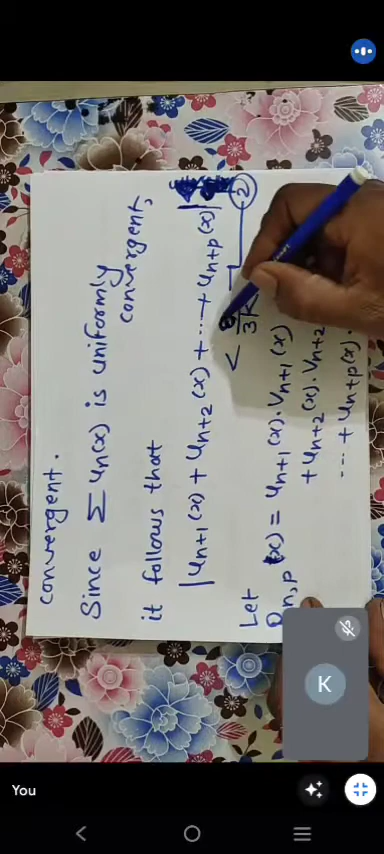 convergent.
Since ∑ un(x) is uniformly
convergent,
it follows that
|un+1(x) + un+2(x) + ... + un+p(x)|
< ε/3K
②
Let
Rn,p(x) = un+1(x).vn+1(x)
+ un+2(x).vn+2
... + un+p(x).
K
You